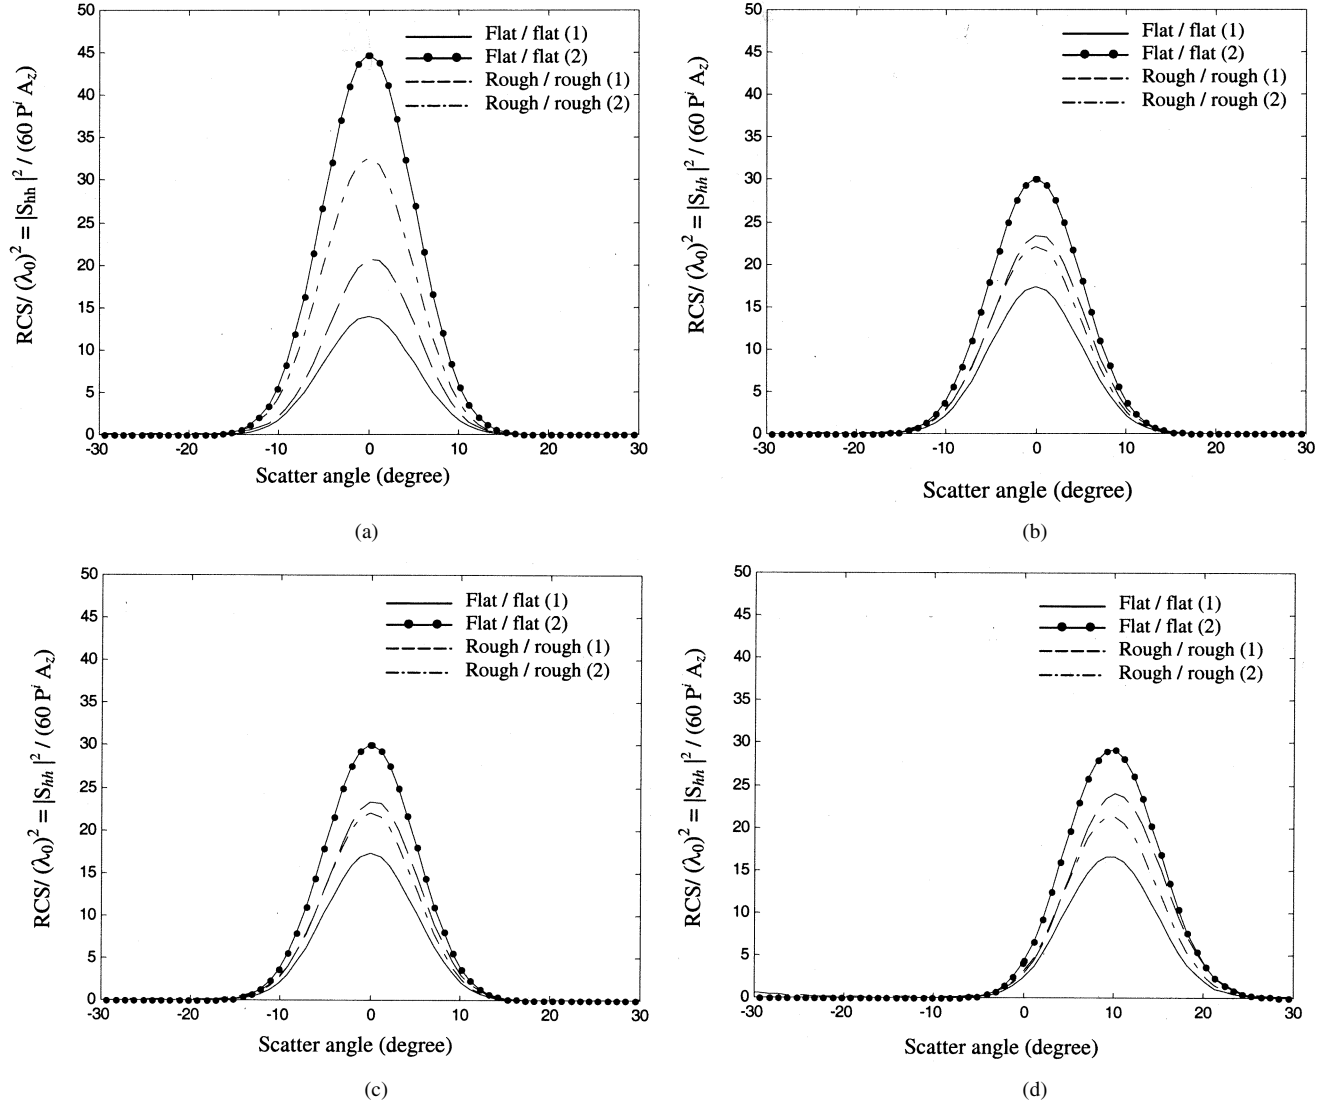 50
45
40
35
30
25
20
15
10
5
0
-30
-20
-10
0
10
20
30
RCS/ (λ₀)² = |S_hh|² / (60 Pⁱ A_z)
Scatter angle (degree)
Flat / flat (1)
Flat / flat (2)
Rough / rough (1)
Rough / rough (2)
(a)
50
45
40
35
30
25
20
15
10
5
0
-30
-20
-10
0
10
20
30
RCS/ (λ₀)² = |S_hh|² / (60 Pⁱ A_z)
Scatter angle (degree)
Flat / flat (1)
Flat / flat (2)
Rough / rough (1)
Rough / rough (2)
(b)
50
45
40
35
30
25
20
15
10
5
0
-30
-20
-10
0
10
20
30
RCS/ (λ₀)² = |S_hh|² / (60 Pⁱ A_z)
Scatter angle (degree)
Flat / flat (1)
Flat / flat (2)
Rough / rough (1)
Rough / rough (2)
(c)
50
45
40
35
30
25
20
15
10
5
0
-30
-20
-10
0
10
20
30
RCS/ (λ₀)² = |S_hh|² / (60 Pⁱ A_z)
Scatter angle (degree)
Flat / flat (1)
Flat / flat (2)
Rough / rough (1)
Rough / rough (2)
(d)